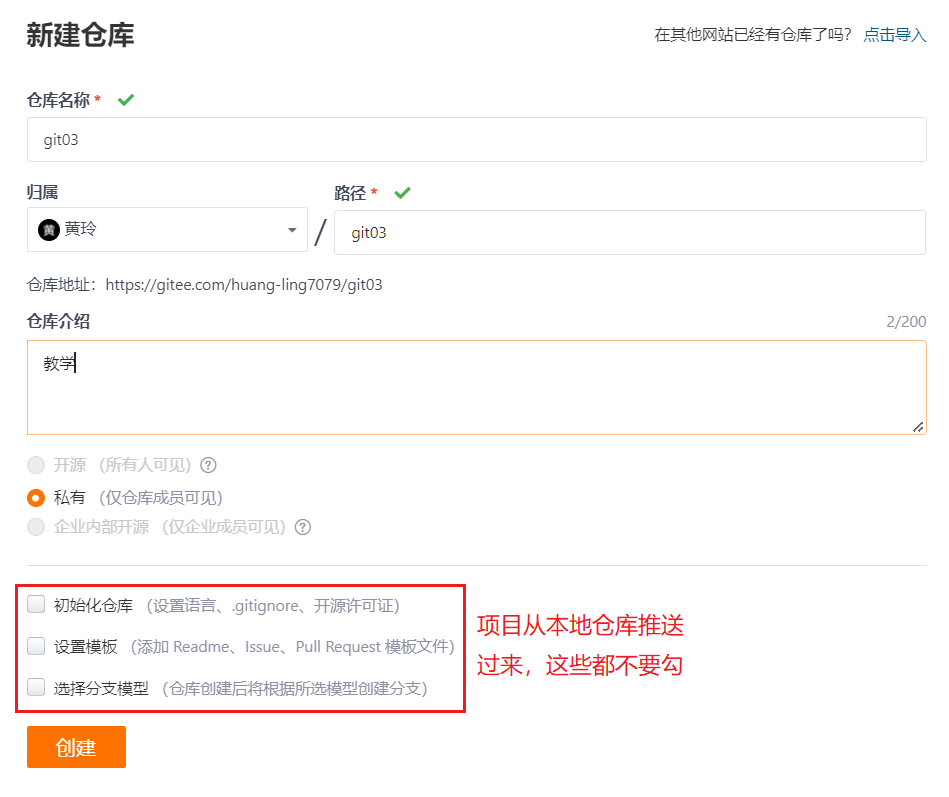 新建仓库
在其他网站已经有仓库了吗? 点击导入
仓库名称 *
git03
归属
路径 *
黄 黄玲
/
git03
仓库地址：https://gitee.com/huang-ling7079/git03
仓库介绍
2/200
教学
开源 （所有人可见） ?
私有 （仅仓库成员可见）
企业内部开源 （仅企业成员可见） ?
初始化仓库 （设置语言、.gitignore、开源许可证）
设置模板 （添加 Readme、Issue、Pull Request 模板文件）
选择分支模型 （仓库创建后将根据所选模型创建分支）
项目从本地仓库推送
过来，这些都不要勾
创建